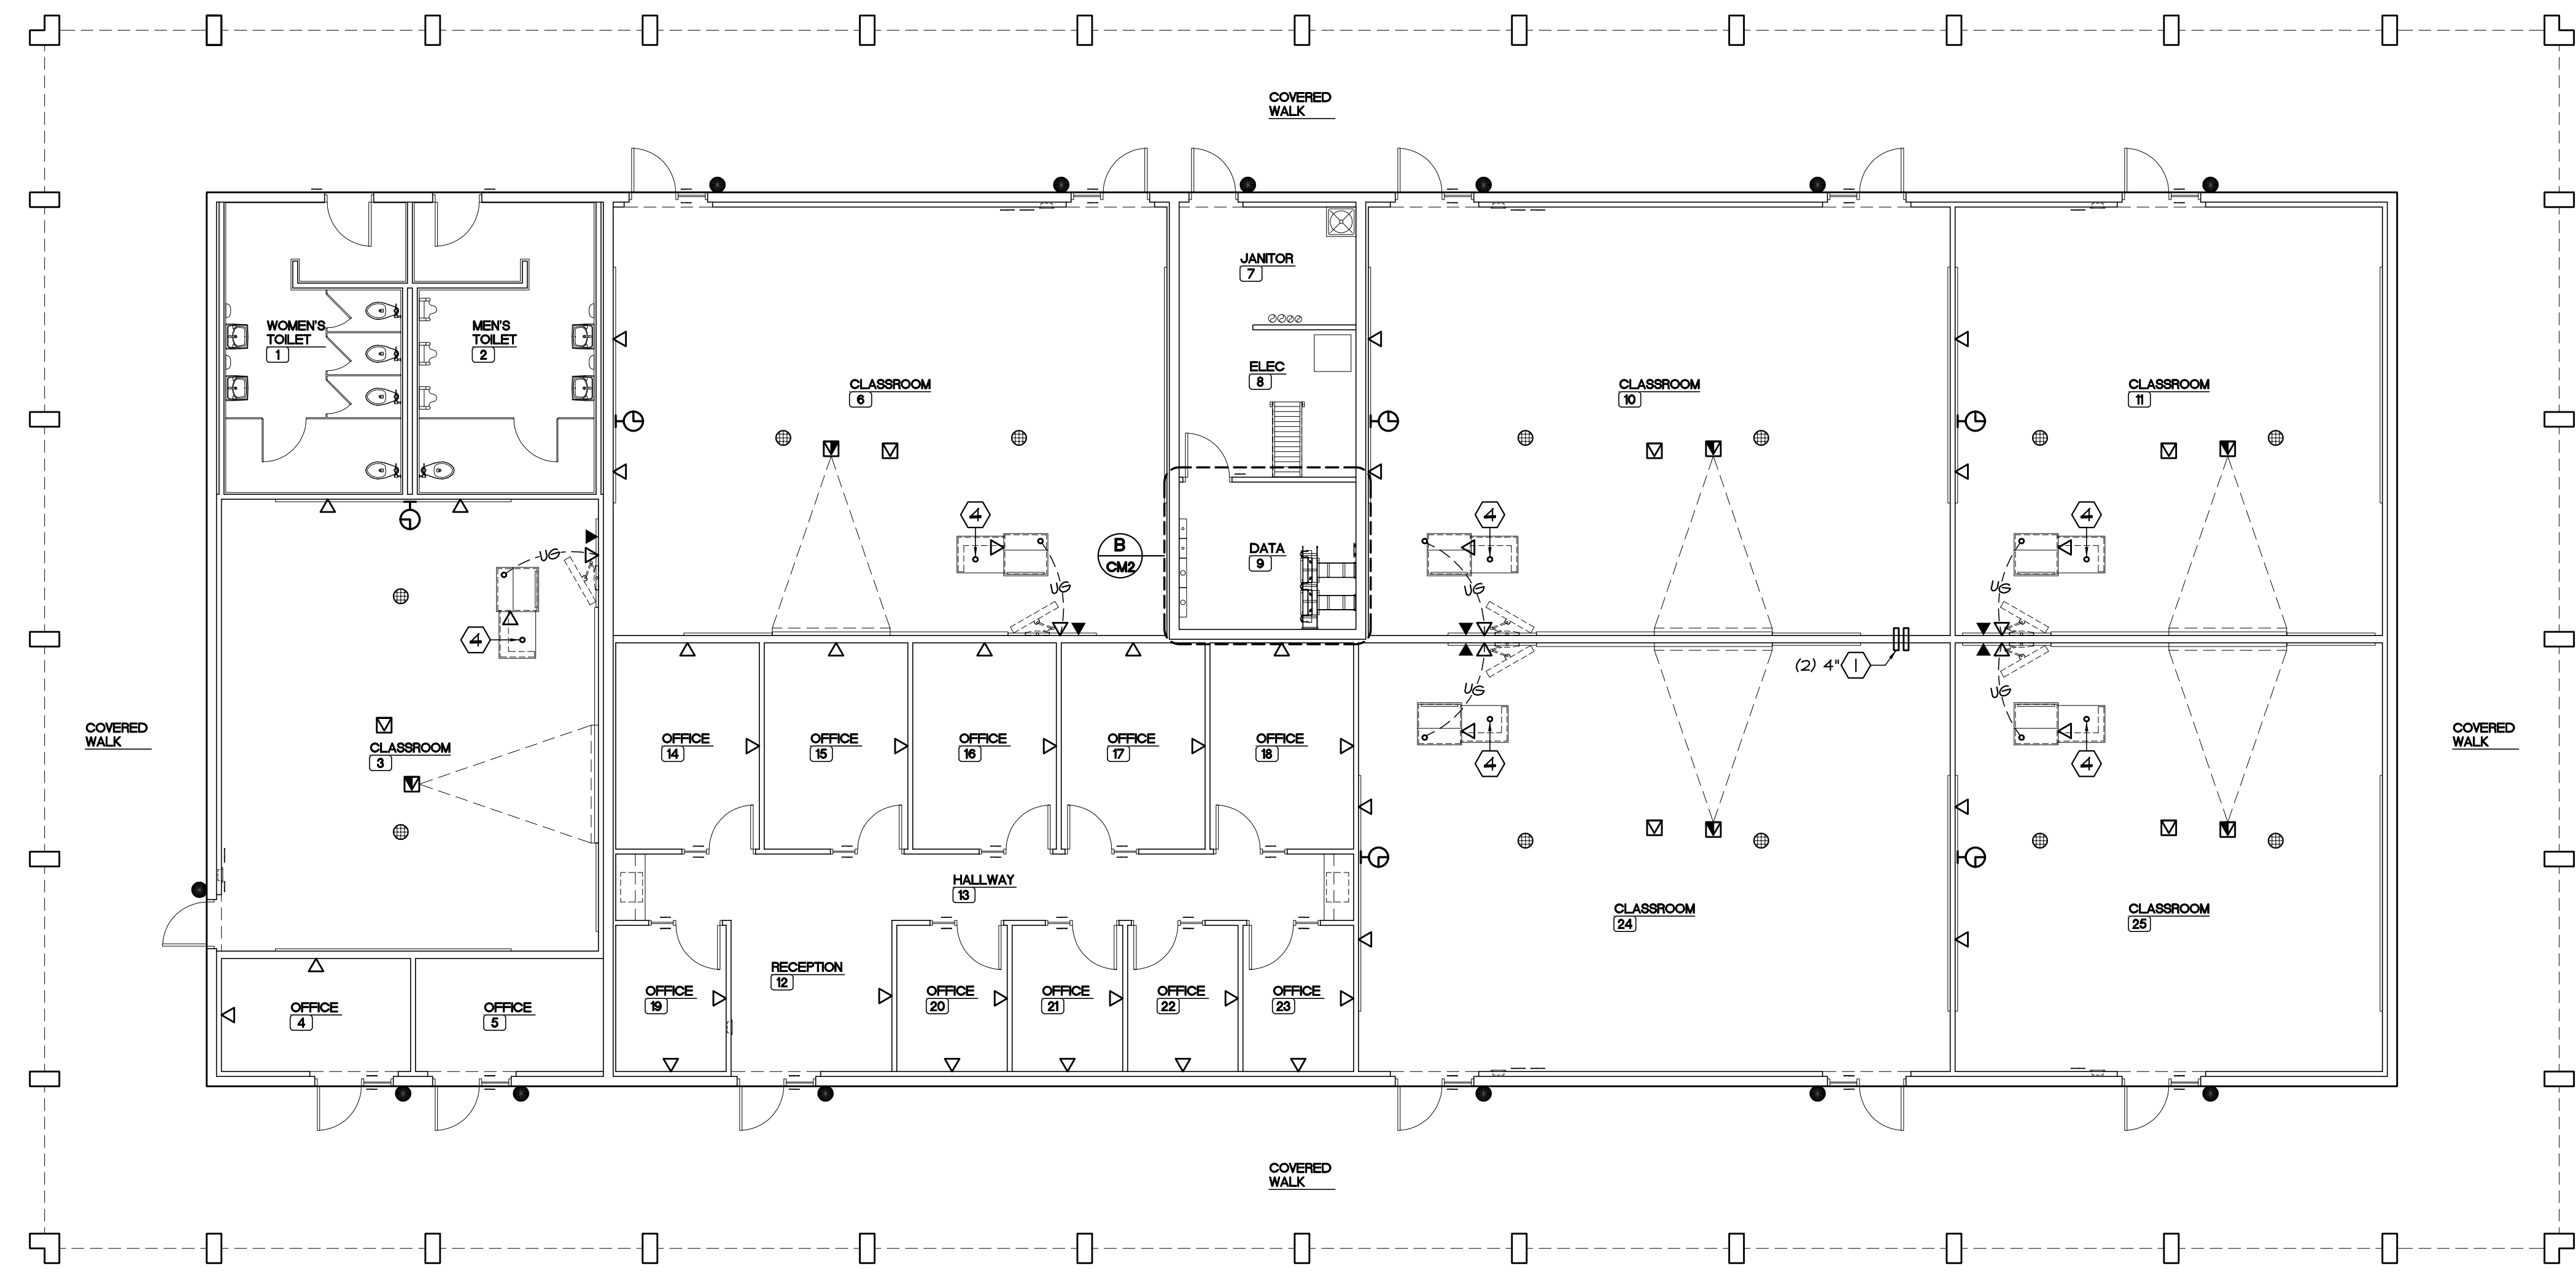 COVERED
WALK
JANITOR
7
WOMEN'S
TOILET
1
MEN'S
TOILET
2
ELEC
8
CLASSROOM
6
CLASSROOM
10
CLASSROOM
11
4
4
4
UG
B
CM2
DATA
9
UG
UG
UG
4
(2) 4" 1
UG
UG
COVERED
WALK
CLASSROOM
3
OFFICE
14
OFFICE
15
OFFICE
16
OFFICE
17
OFFICE
18
4
4
COVERED
WALK
HALLWAY
13
CLASSROOM
24
CLASSROOM
25
RECEPTION
12
OFFICE
4
OFFICE
5
OFFICE
19
OFFICE
20
OFFICE
21
OFFICE
22
OFFICE
23
COVERED
WALK